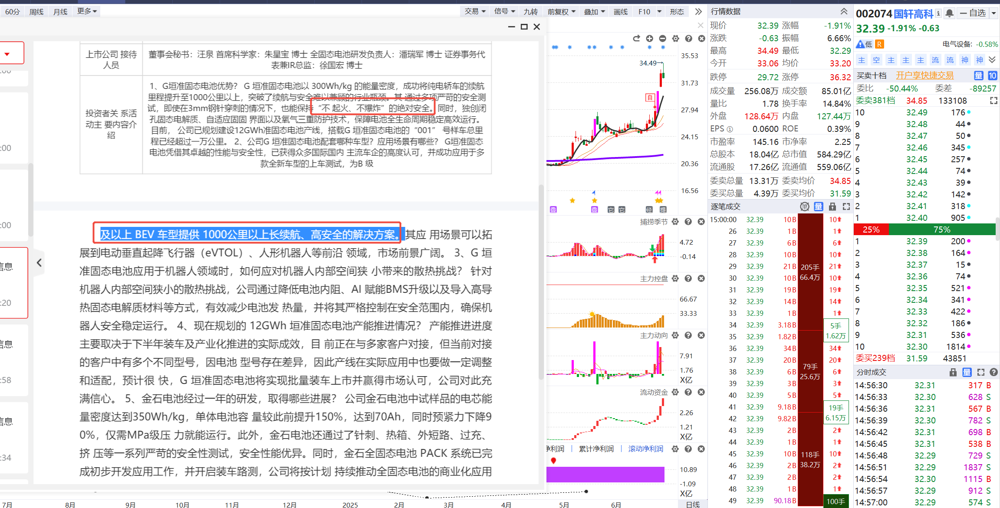 60分 周线 月线 更多
交易 信号 九转 前复权 叠加 画线 F10 形态
上市公司 接待
人员
董事会秘书：汪泉 首席科学家：朱星宝 博士 全固态电池研发负责人：潘瑞军 博士 证券事务代
表兼IR总监：徐国宏 博士
投资者关 系活
动主 要内容介
绍
1、G垣准固态电池优势？ G 垣准固态电池以 300Wh/kg 的能量密度，成功将纯电轿车的续航
里程提升至1000公里以上，突破了续航与安全难以兼顾的行业瓶颈。其 通过多项严苛的安全测
试，即使在3mm钢针穿刺的情况下，也能保持“不 起火、不爆炸”的绝对安全。同时，独创闭
孔固态电解质、自适应固固 界面以及氧气三重防护技术，保障电池全生命周期稳定高效运行。
目前， 公司已规划建设12GWh准固态电池产线，搭载G 垣准固态电池的“001” 号样车总里
程已经超过一万公里。 2、公司G 垣准固态电池配套哪种车型？应用场景有哪些？ G垣准固态
电池凭借其卓越的性能与安全性，已获得众多国际国内 主流车企的高度认可，并成功应用于多
款全新车型的上车测试，为B 级
及以上 BEV 车型提供 1000公里以上长续航、高安全的解决方案。其应 用场景可以拓
展到电动垂直起降飞行器（eVTOL）、人形机器人等前沿 领域，市场前景广阔。 3、G 垣
准固态电池应用于机器人领域时，如何应对机器人内部空间狭 小带来的散热挑战？ 针对
机器人内部空间狭小的散热挑战，公司通过降低电池内阻、AI 赋能BMS升级以及导入高导
热固态电解质材料等方式，有效减少电池发 热量，并将其严格控制在安全范围内，确保机
器人安全稳定运行。 4、现在规划的 12GWh 垣准固态电池产能推进情况？ 产能推进进度
主要取决于下半年装车及产业化推进的实际成效，目 前正在与多家客户对接，但当前对接
的客户中有多个不同型号，因电池 型号存在差异，因此产线在实际应用中也要做一定调整
和适配，预计很 快，G 垣准固态电池将实现批量装车上市并赢得市场认可，公司对此充
满信心。 5、金石电池经过一年的研发，取得哪些进展？ 公司金石电池中试样品的电芯能
量密度达到350Wh/kg，单体电池容 量较此前提升150%，达到70Ah，同时预紧力下降9
0%，仅需MPa级压 力就能运行。此外，金石电池还通过了针刺、热箱、外短路、过充、
挤 压等一系列严苛的安全性测试，安全性能优异。同时，金石全固态电池 PACK 系统已完
成初步开发应用工作，并开启装车路测，公司将按计划 持续推动全固态电池的商业化应用
:00
:00
信息
:20
信息
:58
信息
:34
34.49→
自
35.53
31.73
27.94
24.15
20.36
16.56
委 委 它 它 经 提
捕捞季节
4.72
-0.14
主力控盘
66.67
33.33
主力动向
7.91
1.76
X亿
流动资金
2.26
1.21
X亿
净利润 累计净利润 滚动净利润
10.89
-1.09
X亿
7月 8月 9月 10月 11月 12月 2025 2月 3月 4月 5月 6月 日线
行情数据
现价 32.39 涨幅 -1.91%
涨跌 -0.63 振幅 6.66%
最高 34.49 最低 32.29
今开 33.06 均价 33.20
跌停 29.72 涨停 36.32
成交量 256.08万 成交额 85.01亿
量比 1.78 换手率 14.84%
外盘 128.64万 内盘 127.44万
EPS ① 0.0600 ROE 0.39%
市盈率 145.16 市净率 2.25
总股本 18.04亿 总市值 584.29亿
流通股 17.26亿 流通值 559.06亿
委卖总量 13.31万 委卖均价 34.85
委买总量 4.39万 委买均价 31.59
逐笔成交 单 量
15:00:00 32.39 10B 10
26 32.39 1B 1
27 32.39 6B 6
28 32.39 10B 10
29 32.39 21B 21
30 32.39 10B 10
31 32.39 19B 19
32 32.39 14B 14
33 32.39 1B 1
34 32.39 3.18B
35 32.39 1.82B
36 32.39 34B 34
37 32.39 20B 20
38 32.39 6B 6
39 32.39 3B 3
40 32.39 5B 5
41 32.39 9.18B
42 32.39 9.82B
43 32.39 2B 2
44 32.39 1B 1
45 32.39 10B 10
46 32.39 2B 2
47 32.39 2B 2
48 32.39 1B 1
49 32.39 90.18B
205手
66.4万
5手
1.62万
79手
25.6万
19手
6.15万
118手
38.2万
100手
002074 国轩高科 自选
32.39 -1.91% -0.63
低 R 电气设备: -0.58%
主 空 主 主 主 流 流 神 神
买卖十档 开户享快捷交易 量 10
委比 -50.44% 委差 -89257
委卖381档 34.85 133108
10 32.49 176
9 32.48 44
8 32.47 50
7 32.46 345
6 32.45 257
5 32.44 74
4 32.43 39
3 32.42 142
2 32.41 318
1 32.40 905
25% 75%
1 32.39 200
2 32.38 164
3 32.37 15
4 32.36 74
5 32.35 521
6 32.34 341
7 32.33 422
8 32.32 186
9 32.31 536
10 32.30 1814
委买239档 31.59 43851
分时成交 量
14:56:30 32.31 317 B
14:56:33 32.30 628 S
14:56:36 32.31 567 B
14:56:39 32.30 782 S
14:56:42 32.31 698 B
14:56:45 32.31 538 B
14:56:48 32.29 729 S
14:56:51 32.29 1837 S
14:56:54 32.30 1115 B
14:56:57 32.29 912 S
14:57:00 32.29 574 S